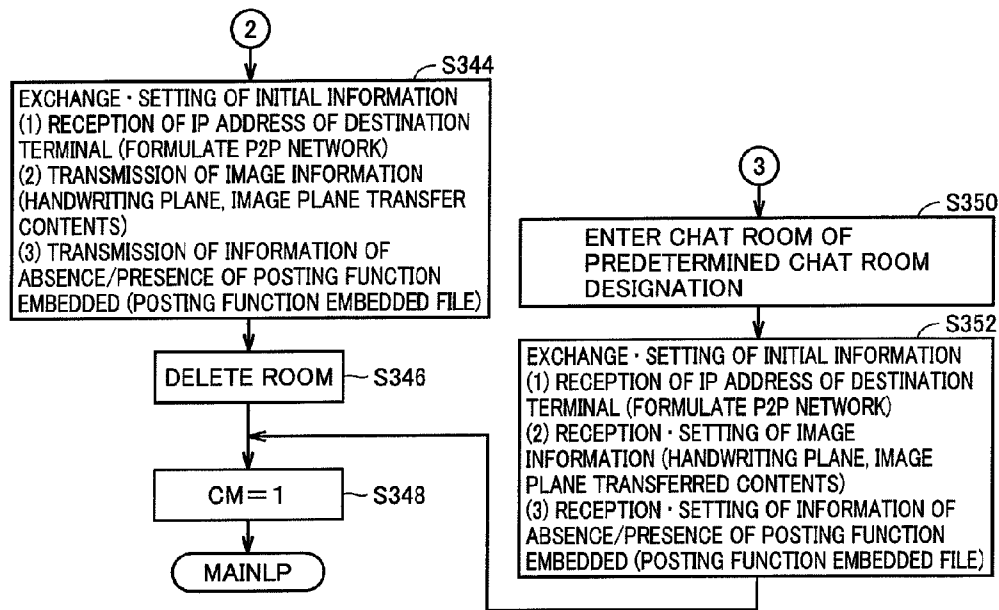 2
S344
EXCHANGE · SETTING OF INITIAL INFORMATION
(1) RECEPTION OF IP ADDRESS OF DESTINATION
TERMINAL (FORMULATE P2P NETWORK)
(2) TRANSMISSION OF IMAGE INFORMATION
(HANDWRITING PLANE, IMAGE PLANE TRANSFER
CONTENTS)
(3) TRANSMISSION OF INFORMATION OF
ABSENCE/PRESENCE OF POSTING FUNCTION
EMBEDDED (POSTING FUNCTION EMBEDDED FILE)
DELETE ROOM
S346
CM=1
S348
MAINLP
3
S350
ENTER CHAT ROOM OF
PREDETERMINED CHAT ROOM
DESIGNATION
S352
EXCHANGE · SETTING OF INITIAL INFORMATION
(1) RECEPTION OF IP ADDRESS OF DESTINATION
TERMINAL (FORMULATE P2P NETWORK)
(2) RECEPTION · SETTING OF IMAGE
INFORMATION (HANDWRITING PLANE, IMAGE
PLANE TRANSFERRED CONTENTS)
(3) RECEPTION · SETTING OF INFORMATION OF
ABSENCE/PRESENCE OF POSTING FUNCTION
EMBEDDED (POSTING FUNCTION EMBEDDED FILE)